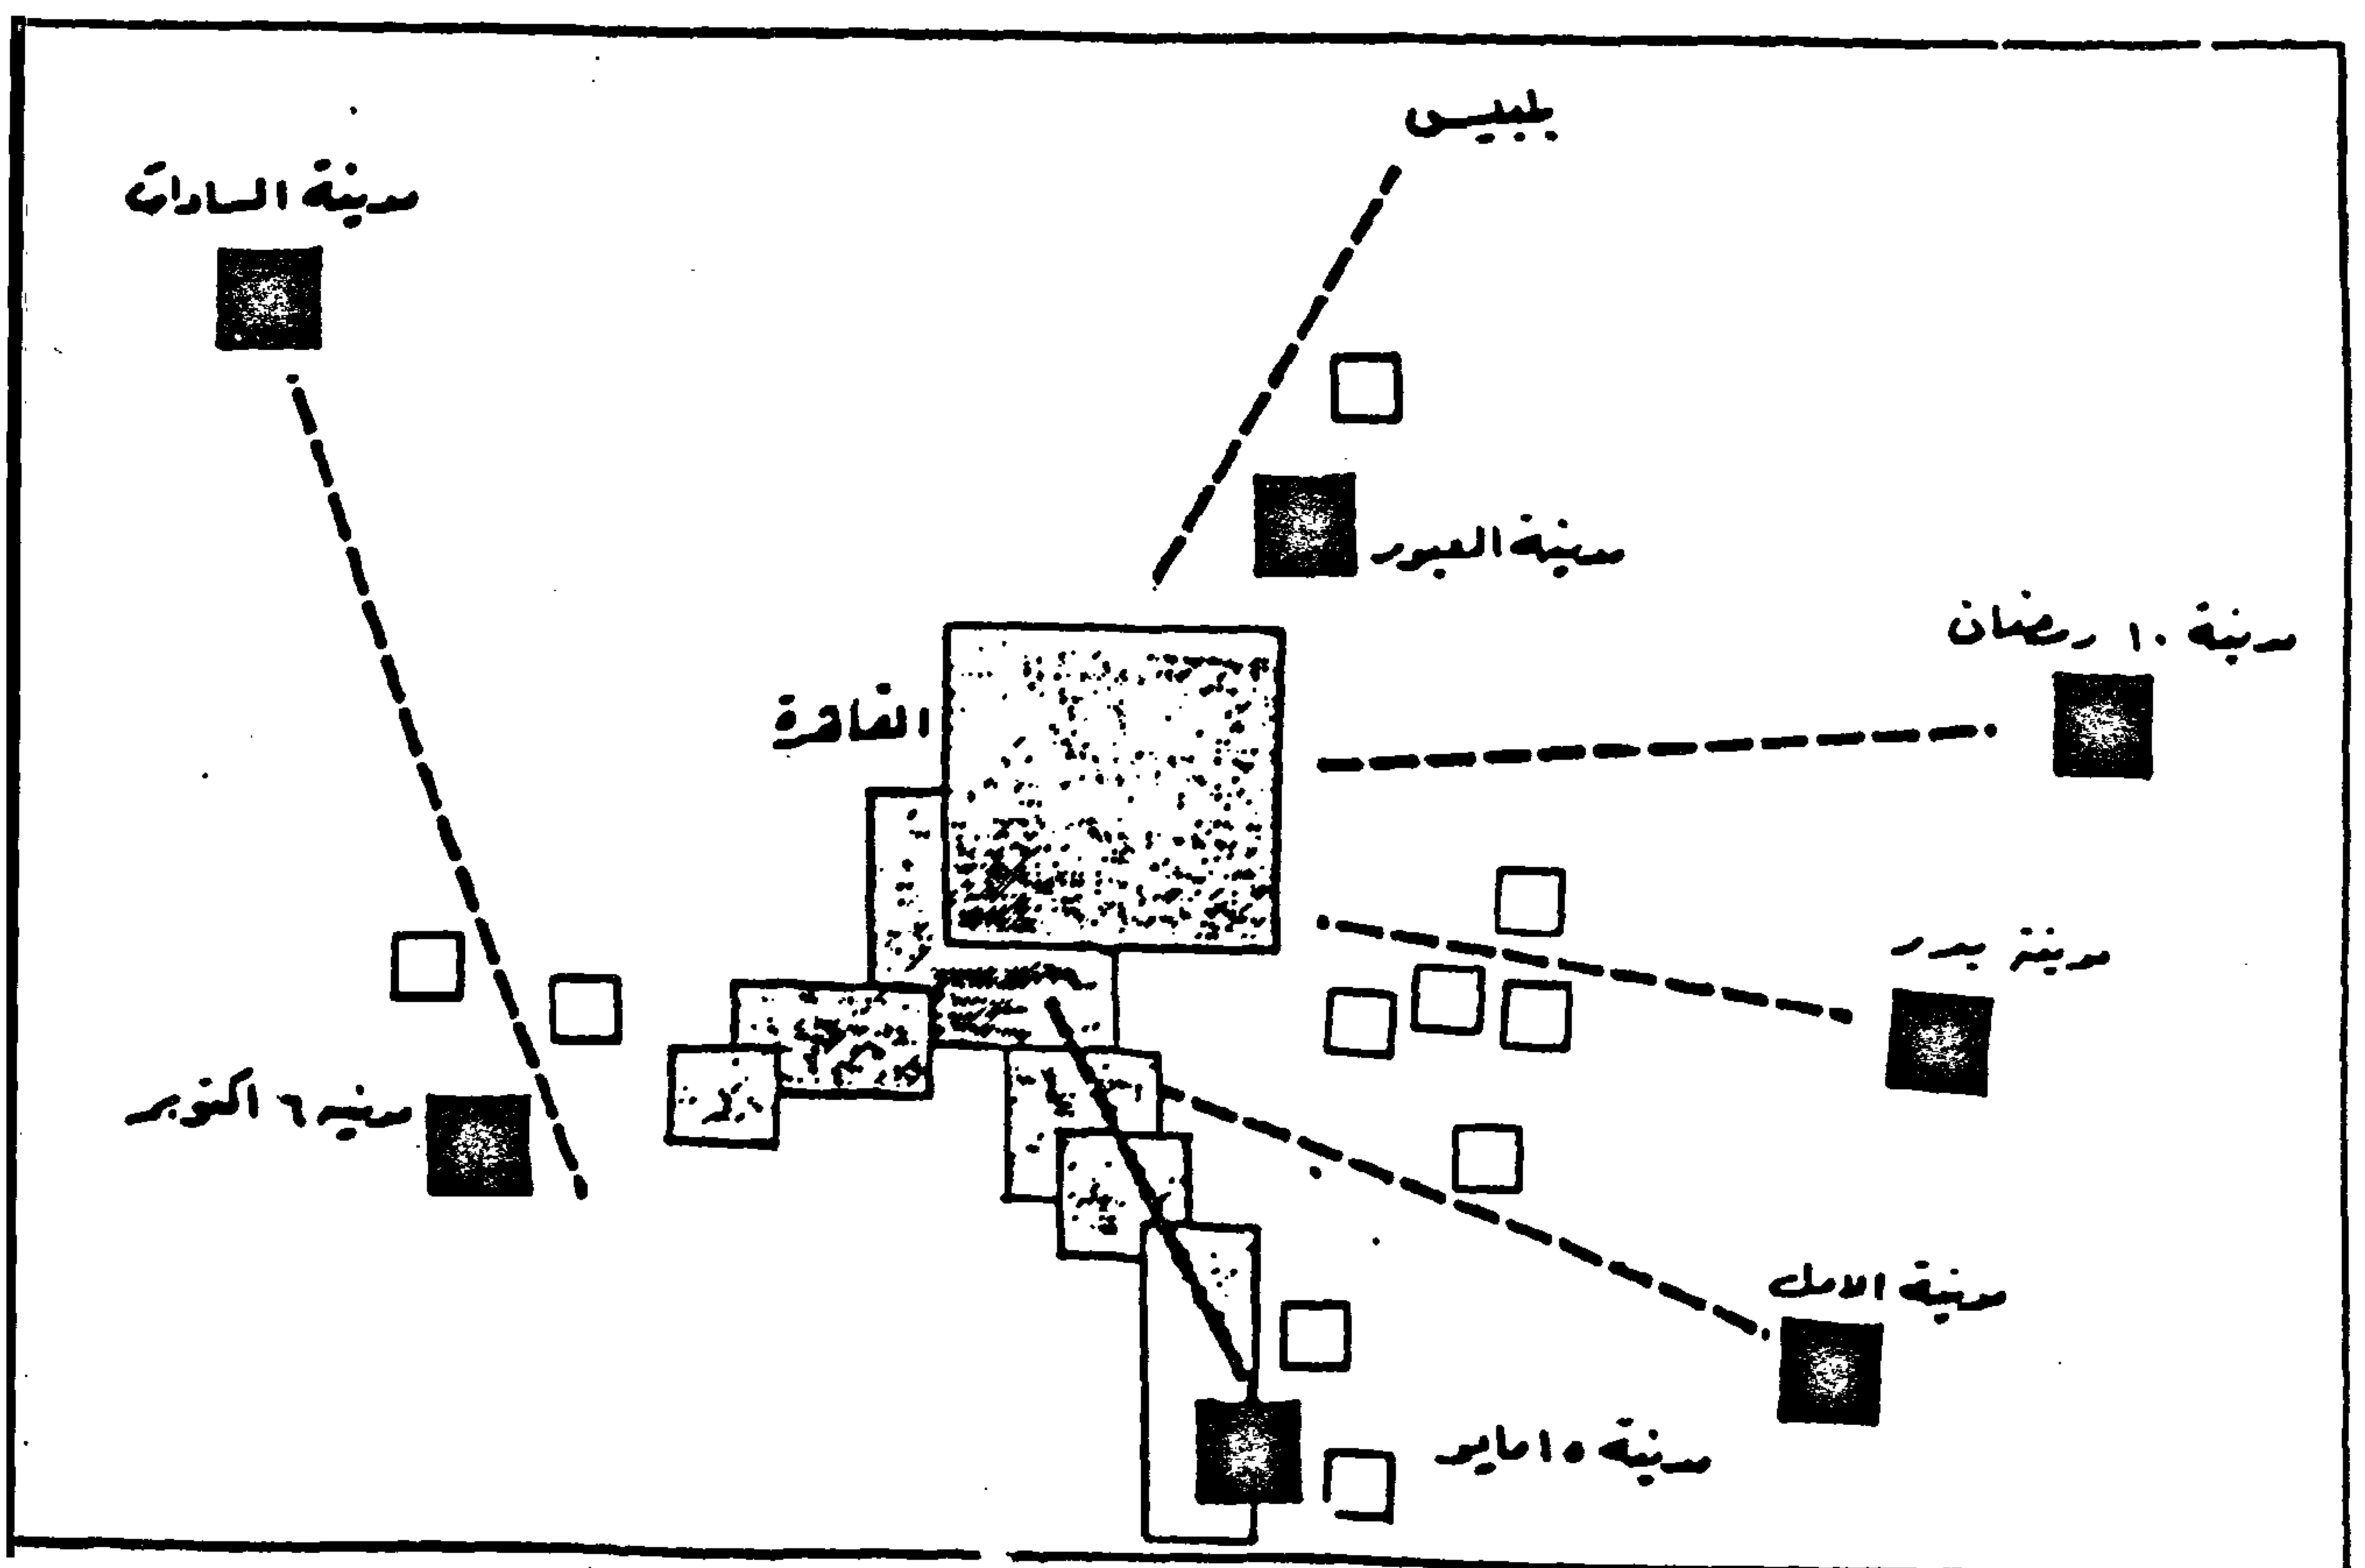 بلبيس
مدينة السادات
مدينة العبور
مدينة ١٠ رمضان
القاهرة
مدينة بدر
مدينة ٦ اكتوبر
مدينة الامل
مدينة ١٥ مايو